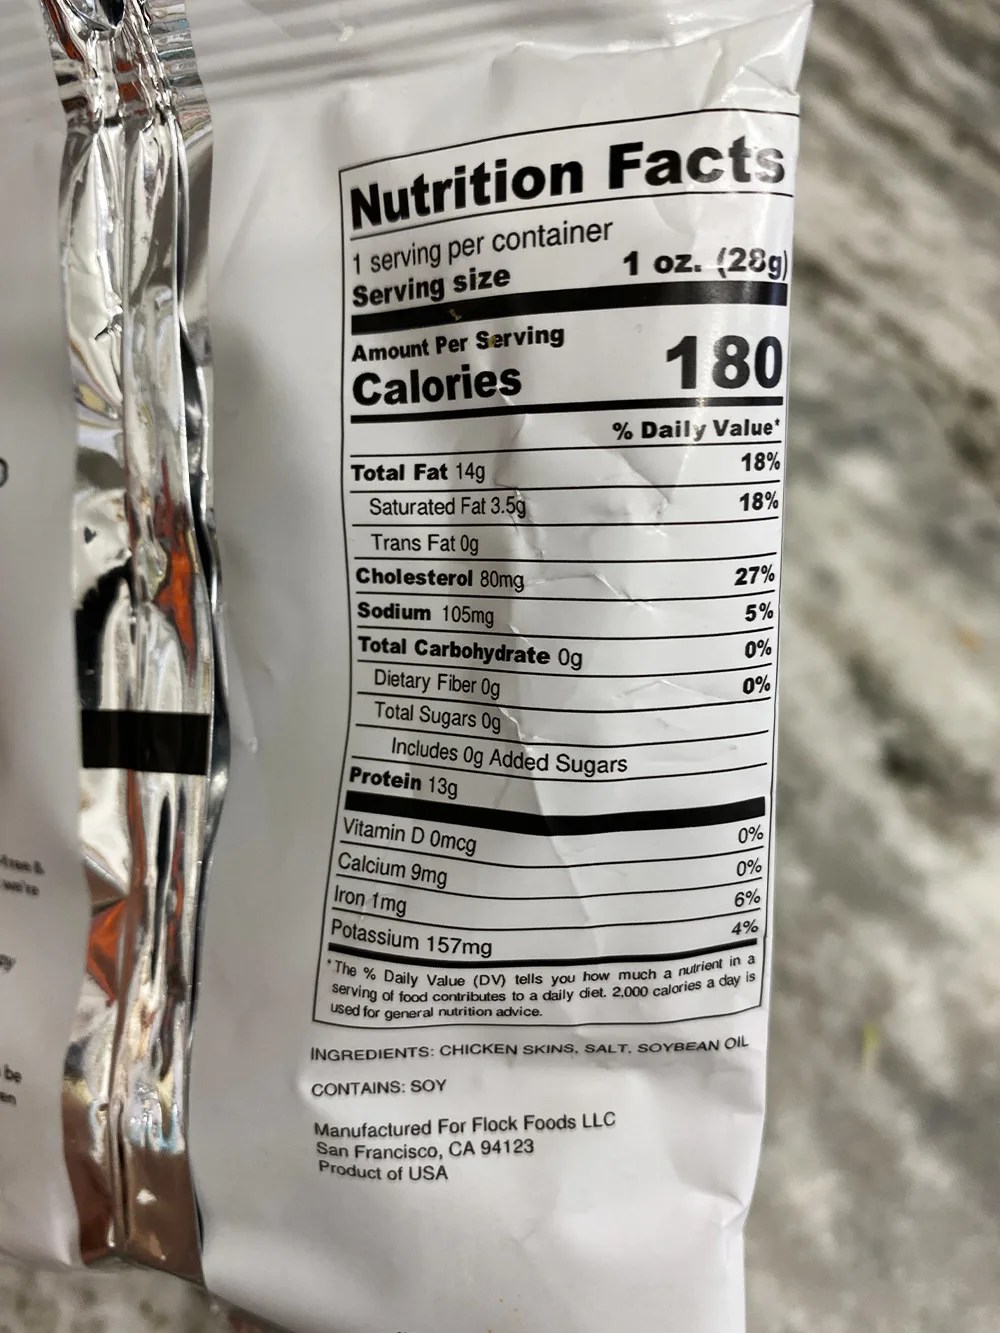 Nutrition Facts
1 serving per container
Serving size 1 oz. (28g)
Amount Per Serving
Calories 180
% Daily Value*
Total Fat 14g 18%
Saturated Fat 3.5g 18%
Trans Fat 0g
Cholesterol 80mg 27%
Sodium 105mg 5%
Total Carbohydrate 0g 0%
Dietary Fiber 0g 0%
Total Sugars 0g
Includes 0g Added Sugars
Protein 13g
Vitamin D 0mcg 0%
Calcium 9mg 0%
Iron 1mg 6%
Potassium 157mg 4%
*The % Daily Value (DV) tells you how much a nutrient in a
serving of food contributes to a daily diet. 2,000 calories a day is
used for general nutrition advice.
INGREDIENTS: CHICKEN SKINS, SALT, SOYBEAN OIL
CONTAINS: SOY
Manufactured For Flock Foods LLC
San Francisco, CA 94123
Product of USA
we're
be